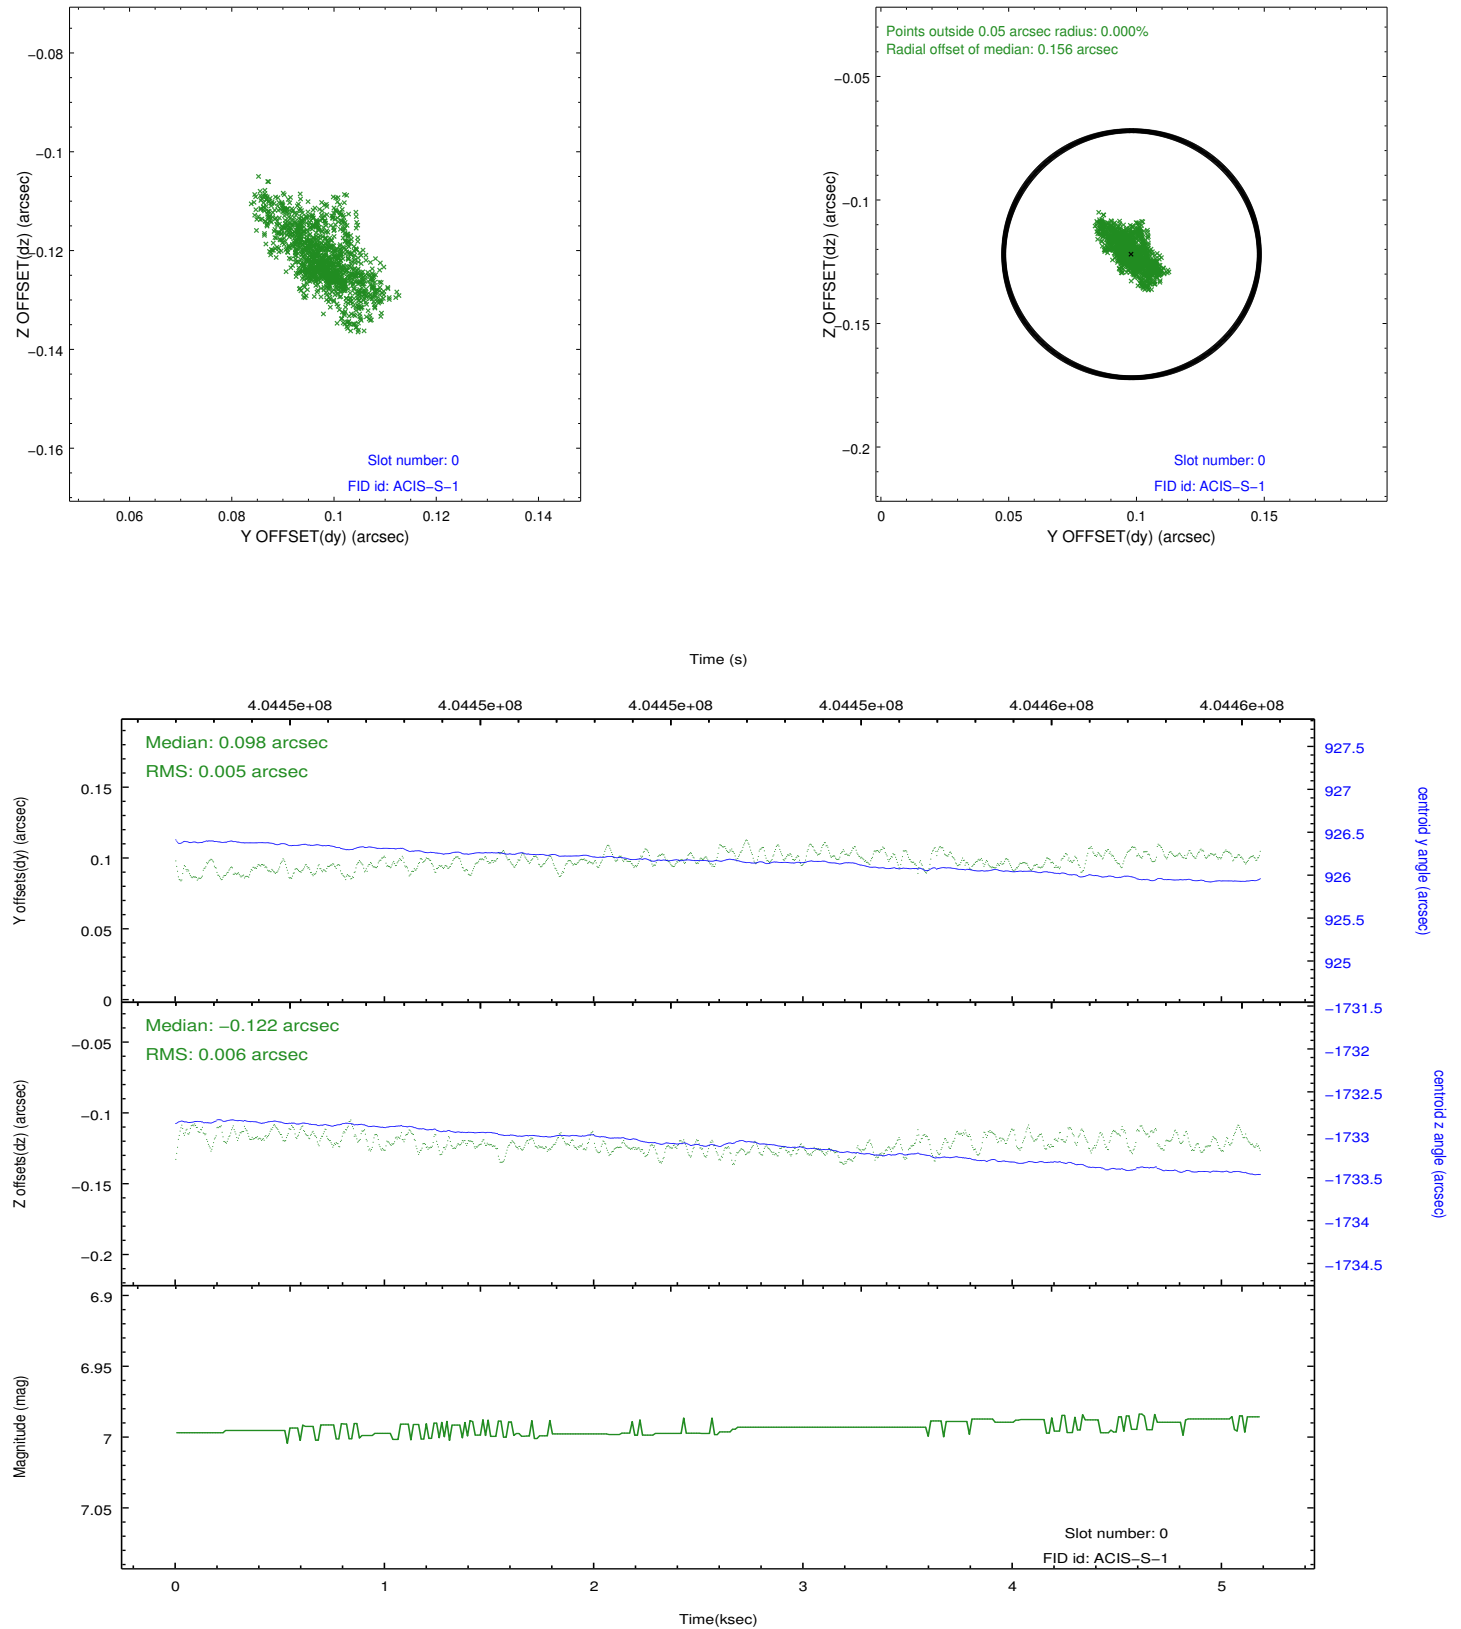 −0.08
−0.1
−0.12
−0.14
−0.16
Z OFFSET(dz) (arcsec)
Slot number: 0
FID id: ACIS−S−1
0.06 0.08 0.1 0.12 0.14
Y OFFSET(dy) (arcsec)
Points outside 0.05 arcsec radius: 0.000%
Radial offset of median: 0.156 arcsec
−0.05
−0.1
−0.15
−0.2
Z OFFSET(dz) (arcsec)
Slot number: 0
FID id: ACIS−S−1
0 0.05 0.1 0.15
Y OFFSET(dy) (arcsec)
Time (s)
4.0445e+08 4.0445e+08 4.0445e+08 4.0445e+08 4.0446e+08 4.0446e+08
Median: 0.098 arcsec
RMS: 0.005 arcsec
0.15
0.1
0.05
0
Y offsets(dy) (arcsec)
927.5
927
926.5
926
925.5
925
centroid y angle (arcsec)
Median: −0.122 arcsec
RMS: 0.006 arcsec
−0.05
−0.1
−0.15
−0.2
Z offsets(dz) (arcsec)
−1731.5
−1732
−1732.5
−1733
−1733.5
−1734
−1734.5
centroid z angle (arcsec)
6.9
6.95
7
7.05
Magnitude (mag)
Slot number: 0
FID id: ACIS−S−1
0 1 2 3 4 5
Time(ksec)